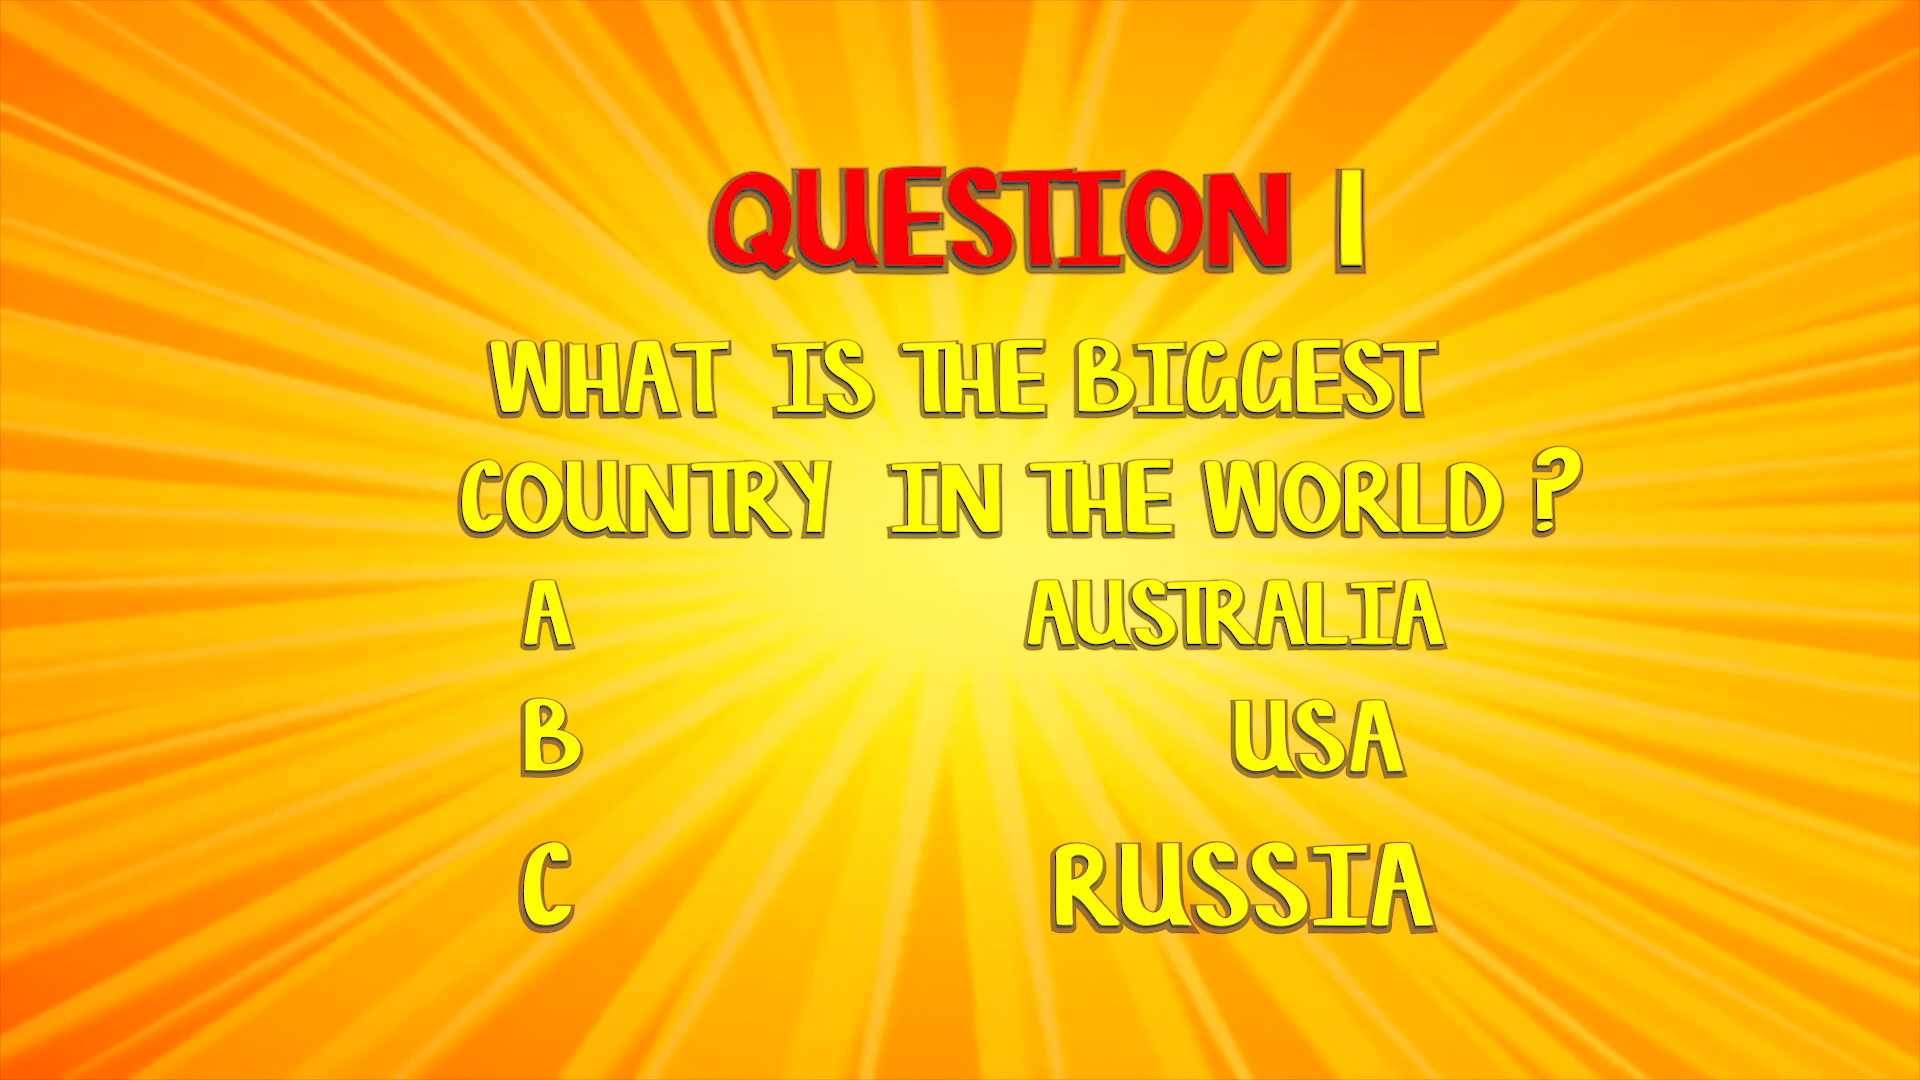 QUESTION 1
WHAT IS THE BIGGEST
COUNTRY IN THE WORLD ?
A AUSTRALIA
B USA
C RUSSIA